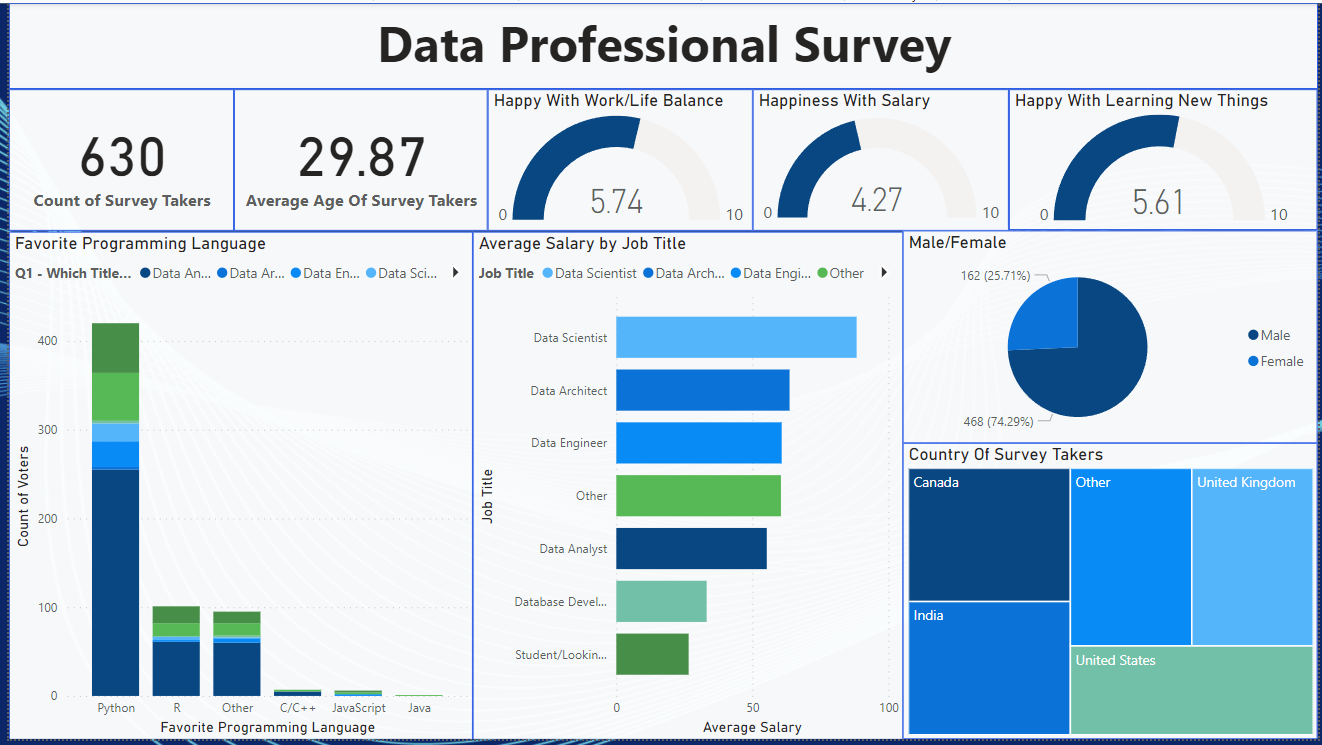 Data Professional Survey
630
Count of Survey Takers
29.87
Average Age Of Survey Takers
Happy With Work/Life Balance
5.74
0
10
Happiness With Salary
4.27
0
10
Happy With Learning New Things
5.61
0
10
Favorite Programming Language
Q1 - Which Title... Data An... Data Ar... Data En... Data Sci...
Count of Voters
400
300
200
100
0
Python R Other C/C++ JavaScript Java
Favorite Programming Language
Average Salary by Job Title
Job Title Data Scientist Data Arch... Data Engi... Other
Job Title
Data Scientist
Data Architect
Data Engineer
Other
Data Analyst
Database Devel...
Student/Lookin...
0 50 100
Average Salary
Male/Female
162 (25.71%)
468 (74.29%)
Male
Female
Country Of Survey Takers
Canada
Other
United Kingdom
India
United States